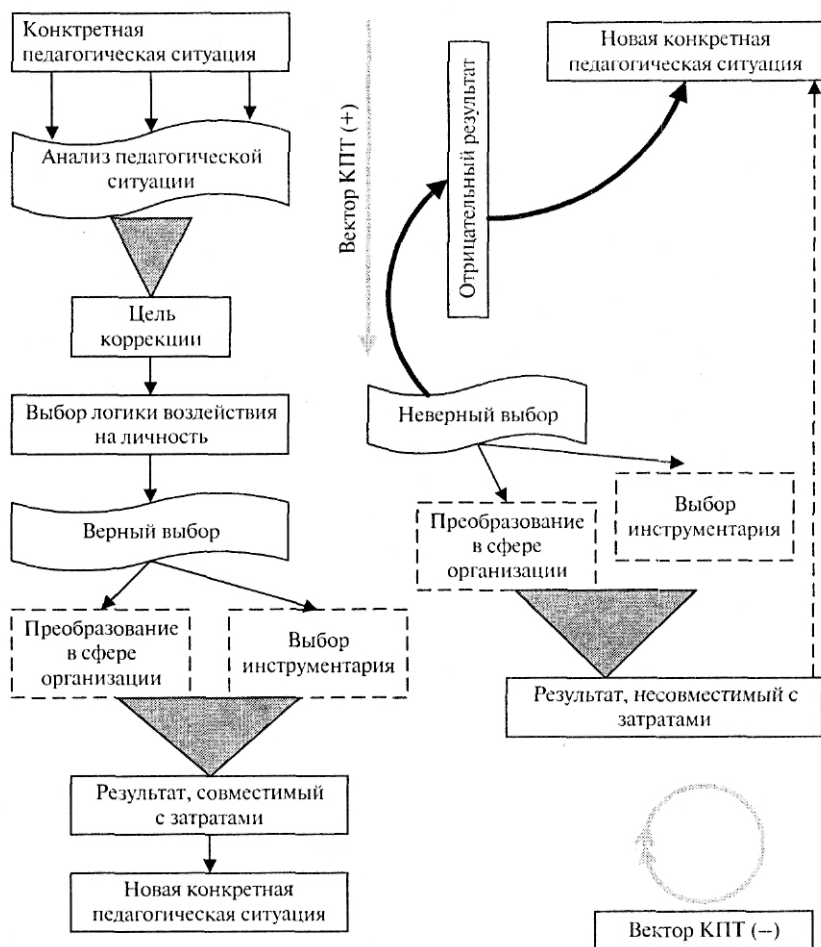 Конктретная
педагогическая ситуация
Анализ педагогической
ситуации
Цель
коррекции
Выбор логики воздействия
на личность
Верный выбор
Преобразование
в сфере
организации
Выбор
инструментария
Результат, совместимый
с затратами
Новая конкретная
педагогическая ситуация
Вектор КПТ (+)
Отрицательный результат
Новая конкретная
педагогическая ситуация
Неверный выбор
Преобразование
в сфере
организации
Выбор
инструментария
Результат, несовместимый с
затратами
Вектор КПТ (–)